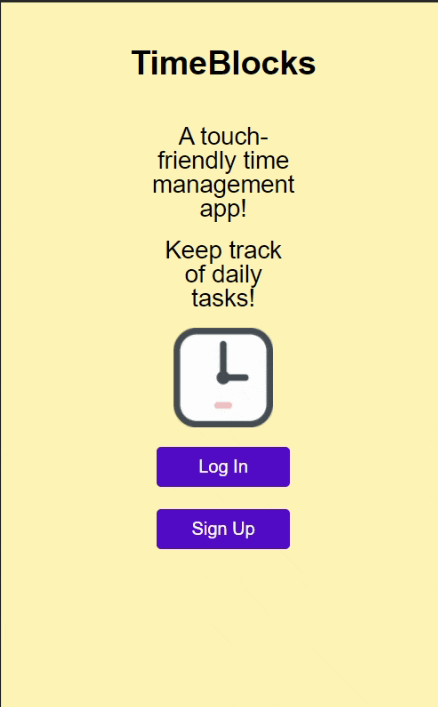 TimeBlocks
A touch-
friendly time
management
app!
Keep track
of daily
tasks!
Log In
Sign Up